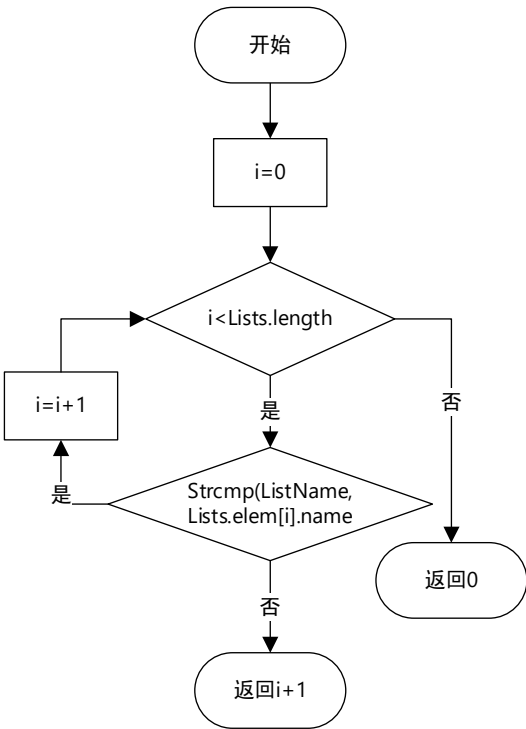 开始
i=0
i<Lists.length
i=i+1
是
否
Strcmp(ListName,
Lists.elem[i].name
是
返回0
否
返回i+1